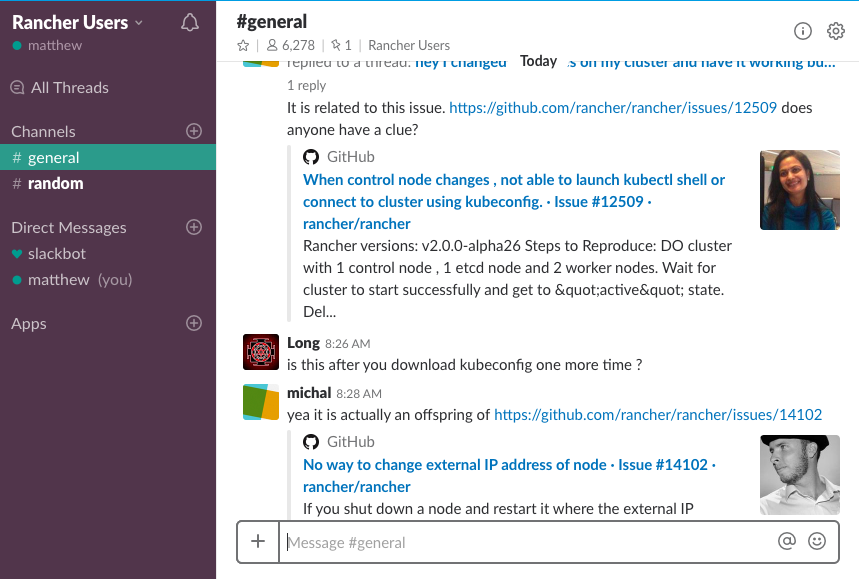 Rancher Users
matthew
All Threads
Channels
# general
# random
Direct Messages
slackbot
matthew (you)
Apps
#general
6,278 | 1 | Rancher Users
replied to a thread: hey I changed
Today
s on my cluster and have it working bu...
1 reply
It is related to this issue. https://github.com/rancher/rancher/issues/12509 does
anyone have a clue?
GitHub
When control node changes , not able to launch kubectl shell or
connect to cluster using kubeconfig. · Issue #12509 ·
rancher/rancher
Rancher versions: v2.0.0-alpha26 Steps to Reproduce: DO cluster
with 1 control node , 1 etcd node and 2 worker nodes. Wait for
cluster to start successfully and get to &quot;active&quot; state.
Del...
Long 8:26 AM
is this after you download kubeconfig one more time ?
michal 8:28 AM
yea it is actually an offspring of https://github.com/rancher/rancher/issues/14102
GitHub
No way to change external IP address of node · Issue #14102 ·
rancher/rancher
If you shut down a node and restart it where the external IP
Message #general